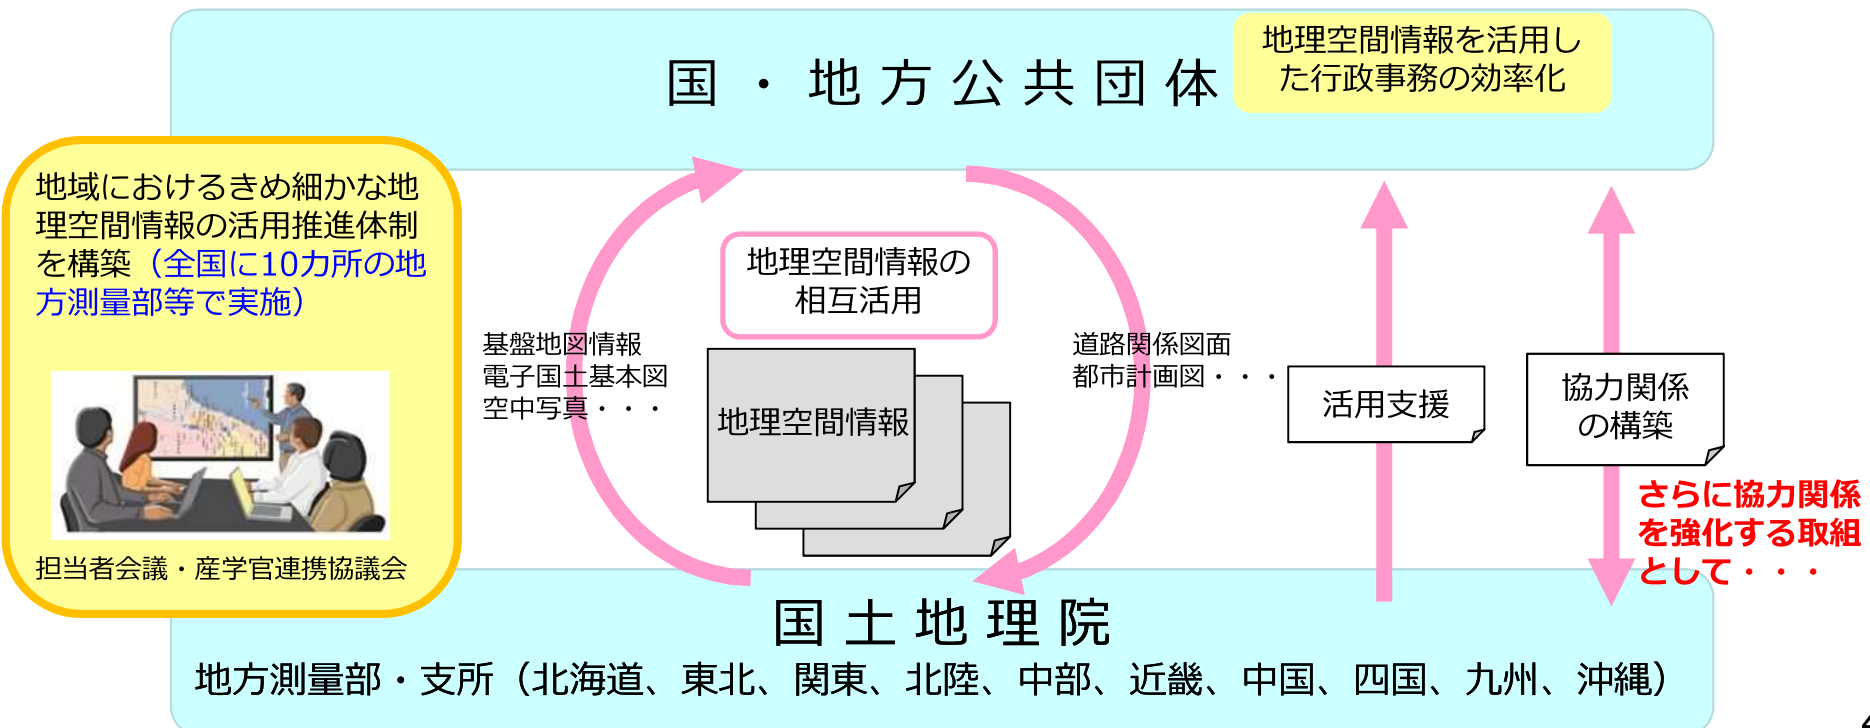 国・地方公共団体
地理空間情報を活用し
た行政事務の効率化
地域におけるきめ細かな地
理空間情報の活用推進体制
を構築（全国に10カ所の地
方測量部等で実施）
担当者会議・産学官連携協議会
基盤地図情報
電子国土基本図
空中写真・・・
地理空間情報の
相互活用
地理空間情報
道路関係図面
都市計画図・・・
活用支援
協力関係
の構築
さらに協力関係
を強化する取組
として・・・
国土地理院
地方測量部・支所（北海道、東北、関東、北陸、中部、近畿、中国、四国、九州、沖縄）